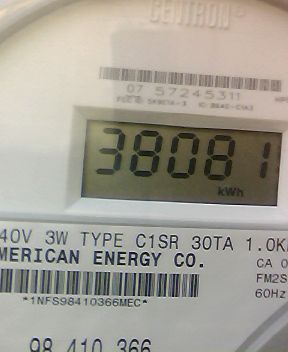 CENTRON®
07 57245311
38081
kWh
40V 3W TYPE C1SR 30TA 1.0K
MERICAN ENERGY CO.
CA 0
FM2S
60Hz
*1NFS98410366MEC*
98 410 366